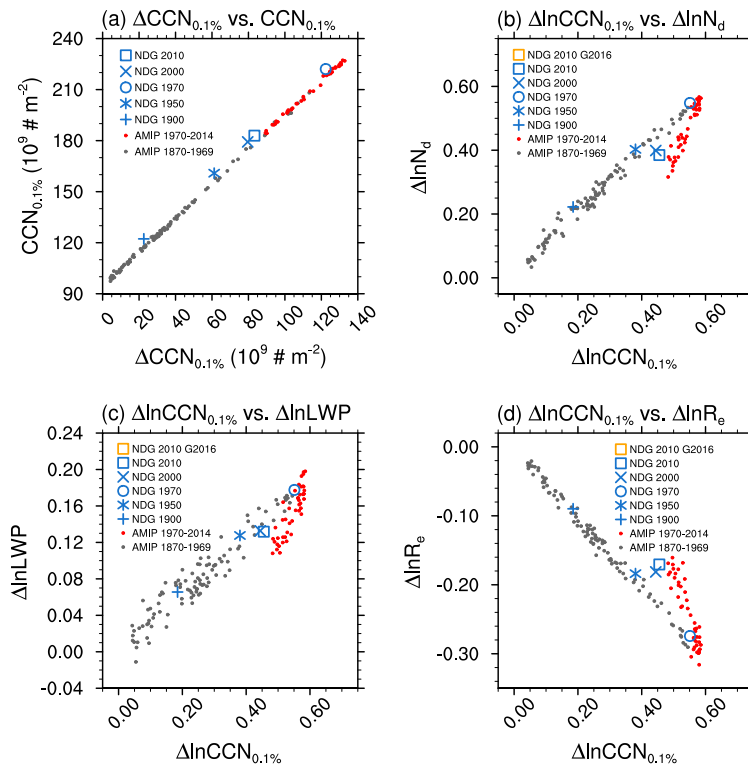 (a) ΔCCN0.1% vs. CCN0.1%
240
210
180
150
120
90
CCN0.1% (10^9 # m^-2)
NDG 2010
NDG 2000
NDG 1970
NDG 1950
NDG 1900
AMIP 1970-2014
AMIP 1870-1969
0
20
40
60
80
100
120
140
ΔCCN0.1% (10^9 # m^-2)
(b) ΔlnCCN0.1% vs. ΔlnNd
0.60
0.40
0.20
0.00
ΔlnNd
NDG 2010 G2016
NDG 2010
NDG 2000
NDG 1970
NDG 1950
NDG 1900
AMIP 1970-2014
AMIP 1870-1969
0.00
0.20
0.40
0.60
ΔlnCCN0.1%
(c) ΔlnCCN0.1% vs. ΔlnLWP
0.24
0.20
0.16
0.12
0.08
0.04
0.00
-0.04
ΔlnLWP
NDG 2010 G2016
NDG 2010
NDG 2000
NDG 1970
NDG 1950
NDG 1900
AMIP 1970-2014
AMIP 1870-1969
0.00
0.20
0.40
0.60
ΔlnCCN0.1%
(d) ΔlnCCN0.1% vs. ΔlnRe
0.00
-0.10
-0.20
-0.30
ΔlnRe
NDG 2010 G2016
NDG 2010
NDG 2000
NDG 1970
NDG 1950
NDG 1900
AMIP 1970-2014
AMIP 1870-1969
0.00
0.20
0.40
0.60
ΔlnCCN0.1%